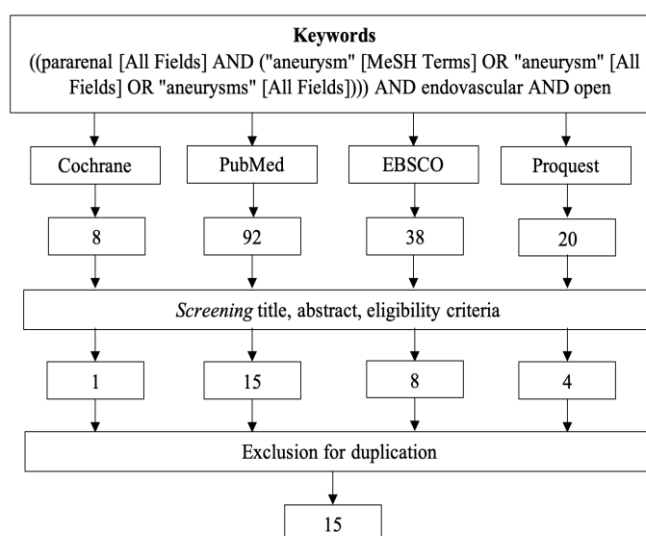 Keywords
((pararenal [All Fields] AND ("aneurysm" [MeSH Terms] OR "aneurysm" [All
Fields] OR "aneurysms" [All Fields]))) AND endovascular AND open
Cochrane PubMed EBSCO Proquest
8 92 38 20
Screening title, abstract, eligibility criteria
1 15 8 4
Exclusion for duplication
15